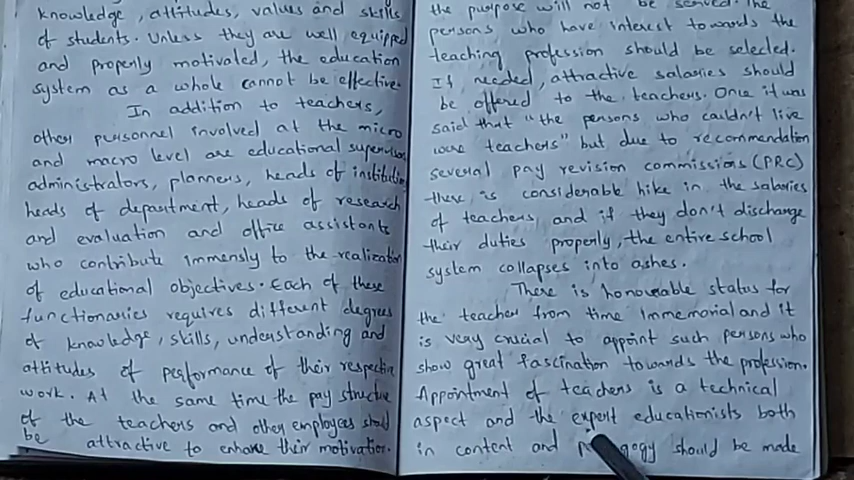 knowledge, attitudes, values and skills
of students. Unless they are well equipped
and properly motivated, the education
system as a whole cannot be effective.
In addition to teachers,
other personnel involved at the micro
and macro level are educational supervisors
administrators, planners, heads of institution
heads of department, heads of research
and evaluation and office assistants
who contribute immensly to the realization
of educational objectives. Each of these
functionaries requires different degrees
of knowledge, skills, understanding and
attitudes of performance of their respective
work. At the same time the pay structure
of the teachers and other employees should
be attractive to enhance their motivation.
the purpose will not be served. The
persons, who have interest towards the
teaching profession should be selected.
If needed, attractive salaries should
be offered to the teachers. Once it was
said that "the persons who couldn't live
were teachers" but due to recommendation
several pay revision commissions (PRC)
there is considerable hike in the salaries
of teachers, and if they don't discharge
their duties properly, the entire school
system collapses into ashes.
There is honourable status for
the teacher from time Immemorial and it
is very crucial to appoint such persons who
show great fascination towards the profession.
Appointment of teachers is a technical
aspect and the expert educationists both
in content and should be made